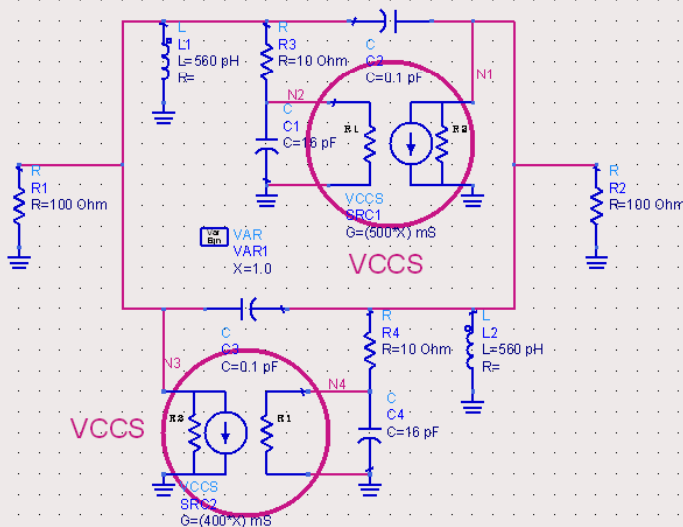 L
L1
L=560 pH
R=
R
R3
R=10 Ohm
C
C2
C=0.1 pF
N1
N2
C
C1
C=16 pF
R1
R2
VCCS
SRC1
G=(500*X) mS
VCCS
R
R1
R=100 Ohm
R
R2
R=100 Ohm
Var
Eqn
VAR
VAR1
X=1.0
C
C3
C=0.1 pF
R
R4
R=10 Ohm
L
L2
L=560 pH
R=
N3
N4
R2
R1
C
C4
C=16 pF
VCCS
VCCS
SRC2
G=(400*X) mS